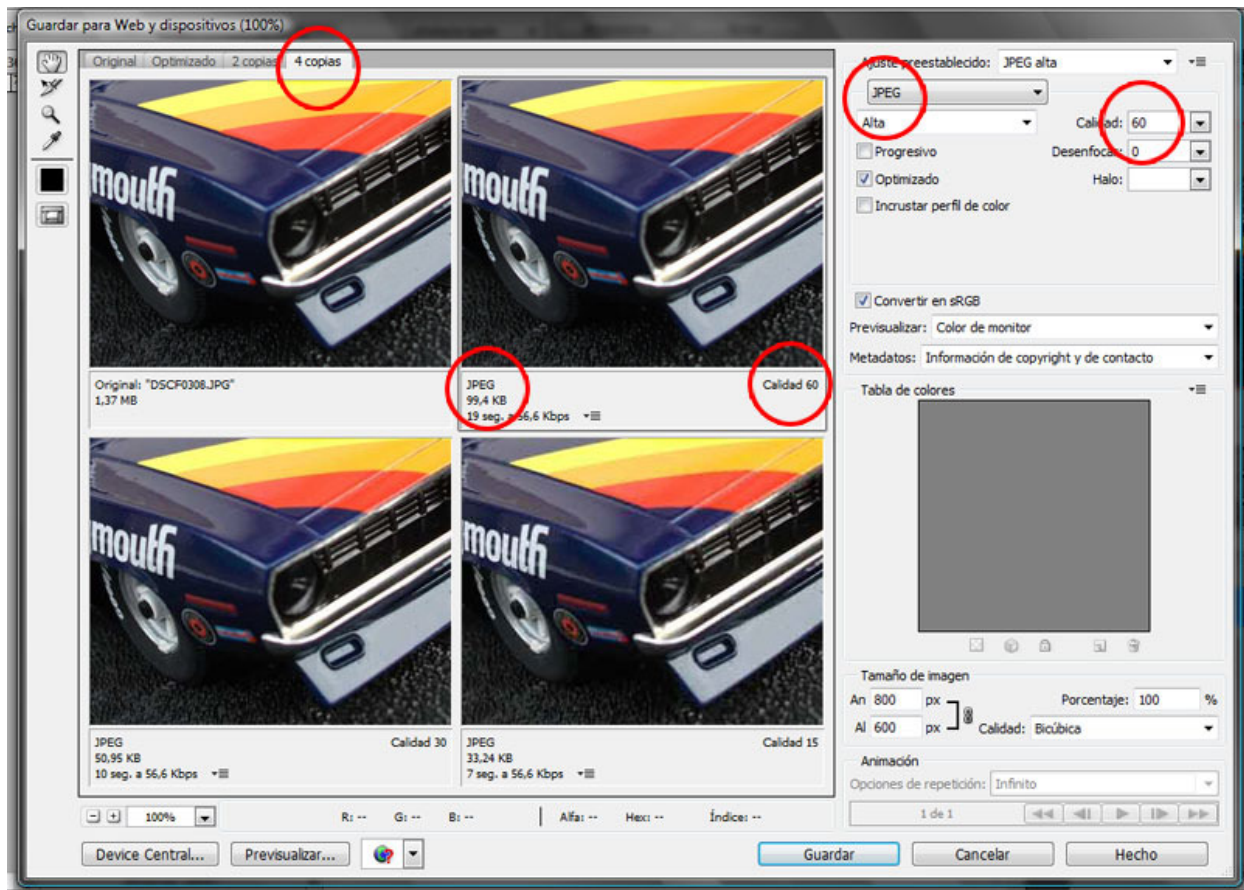 Guardar para Web y dispositivos (100%)
Original Optimizado 2 copias 4 copias
mouth
mouth
Original: "DSCF0308.JPG"
1,37 MB
JPEG Calidad 60
99,4 KB
19 seg. a 56,6 Kbps
mouth
mouth
JPEG Calidad 30
50,95 KB
10 seg. a 56,6 Kbps
JPEG Calidad 15
33,24 KB
7 seg. a 56,6 Kbps
100% R: -- G: -- B: -- Alfa: -- Hex: -- Índice: --
Device Central... Previsualizar...
Ajuste preestablecido: JPEG alta
JPEG
Alta Calidad: 60
Progresivo Desenfocar: 0
Optimizado Halo:
Incrustar perfil de color
Convertir en sRGB
Previsualizar: Color de monitor
Metadatos: Información de copyright y de contacto
Tabla de colores
Tamaño de imagen
An 800 px Porcentaje: 100 %
Al 600 px Calidad: Bicúbica
Animación
Opciones de repetición: Infinito
1 de 1
Guardar Cancelar Hecho